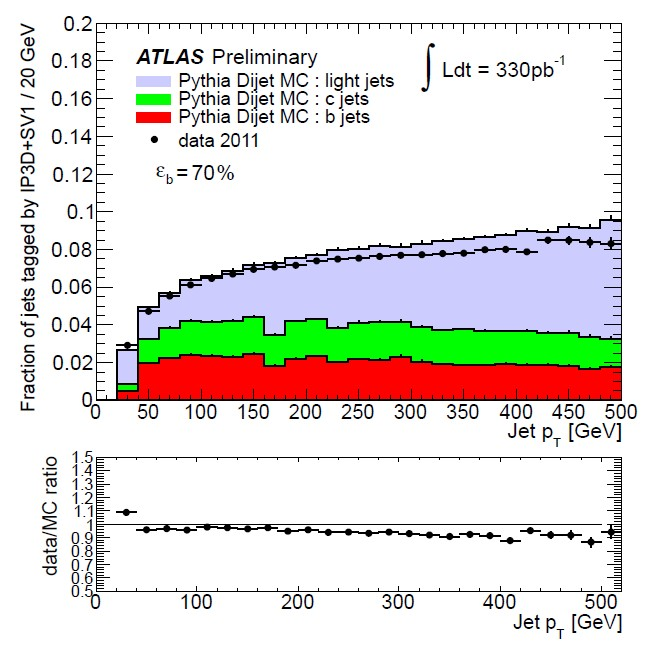 Fraction of jets tagged by IP3D+SV1 / 20 GeV
0.2
0.18
0.16
0.14
0.12
0.1
0.08
0.06
0.04
0.02
0
ATLAS Preliminary
∫ Ldt = 330pb⁻¹
Pythia Dijet MC : light jets
Pythia Dijet MC : c jets
Pythia Dijet MC : b jets
data 2011
ε_b = 70%
0 50 100 150 200 250 300 350 400 450 500
Jet p_T [GeV]
data/MC ratio
1.5
1.4
1.3
1.2
1.1
1
0.9
0.8
0.7
0.6
0.5
0 100 200 300 400 500
Jet p_T [GeV]